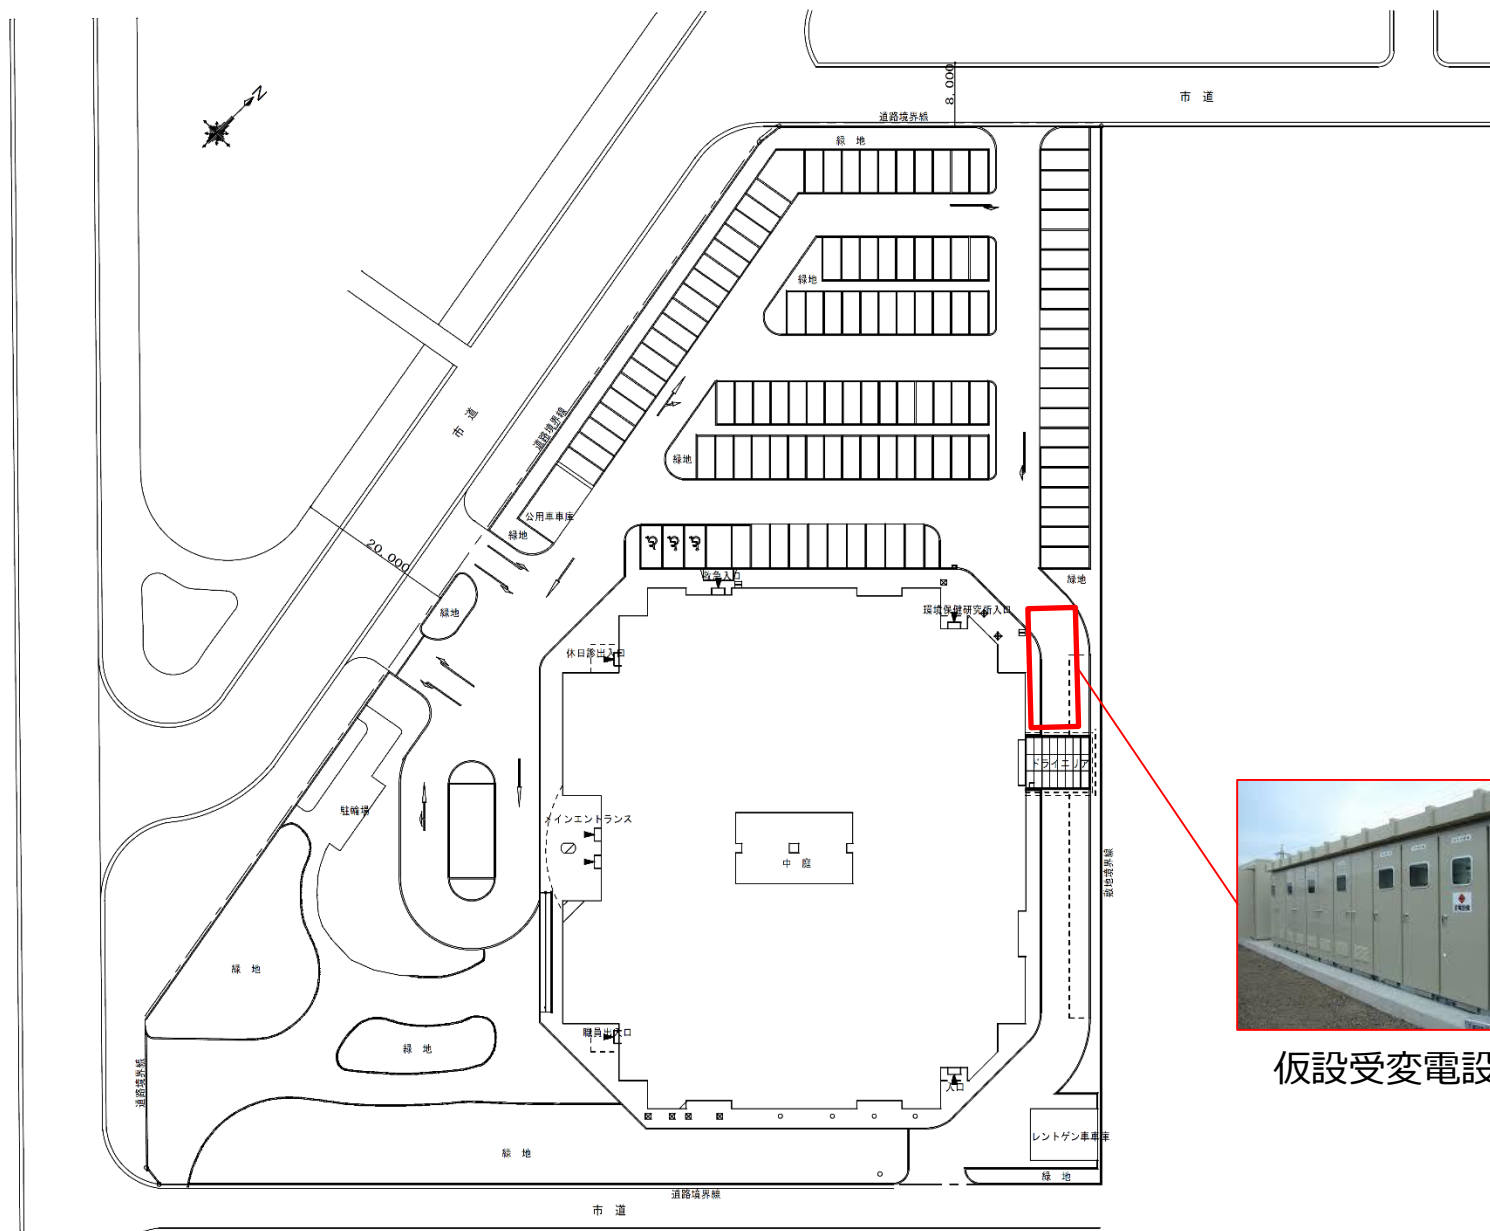 N
8,000
市 道
道路境界線
緑 地
緑地
市 道
道路境界線
緑地
公用車車庫
緑地
20,000
救急入口
緑地
緑地
環境保健研究所入口
休日診出入口
ドライエリア
駐輪場
メインエントランス
中 庭
敷地境界線
緑 地
職員出入口
緑 地
仮設受変電設
道路境界線
入口
レントゲン車車庫
緑 地
緑 地
道路境界線
市 道